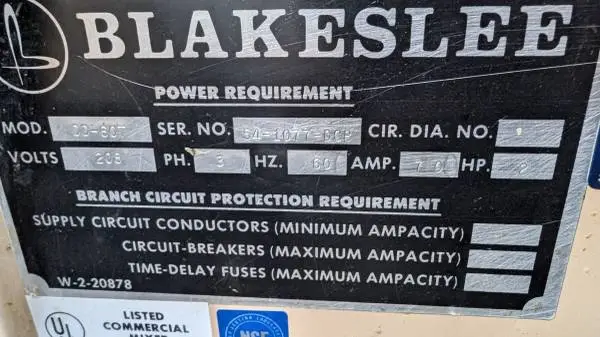 BLAKESLEE
POWER REQUIREMENT
MOD. SER. NO. CIR. DIA. NO.
VOLTS 208 PH. 3 HZ. 60 AMP. HP.
BRANCH CIRCUIT PROTECTION REQUIREMENT
SUPPLY CIRCUIT CONDUCTORS (MINIMUM AMPACITY)
CIRCUIT-BREAKERS (MAXIMUM AMPACITY)
TIME-DELAY FUSES (MAXIMUM AMPACITY)
W-2-20878
UL
LISTED
COMMERCIAL
MIXER
NSF